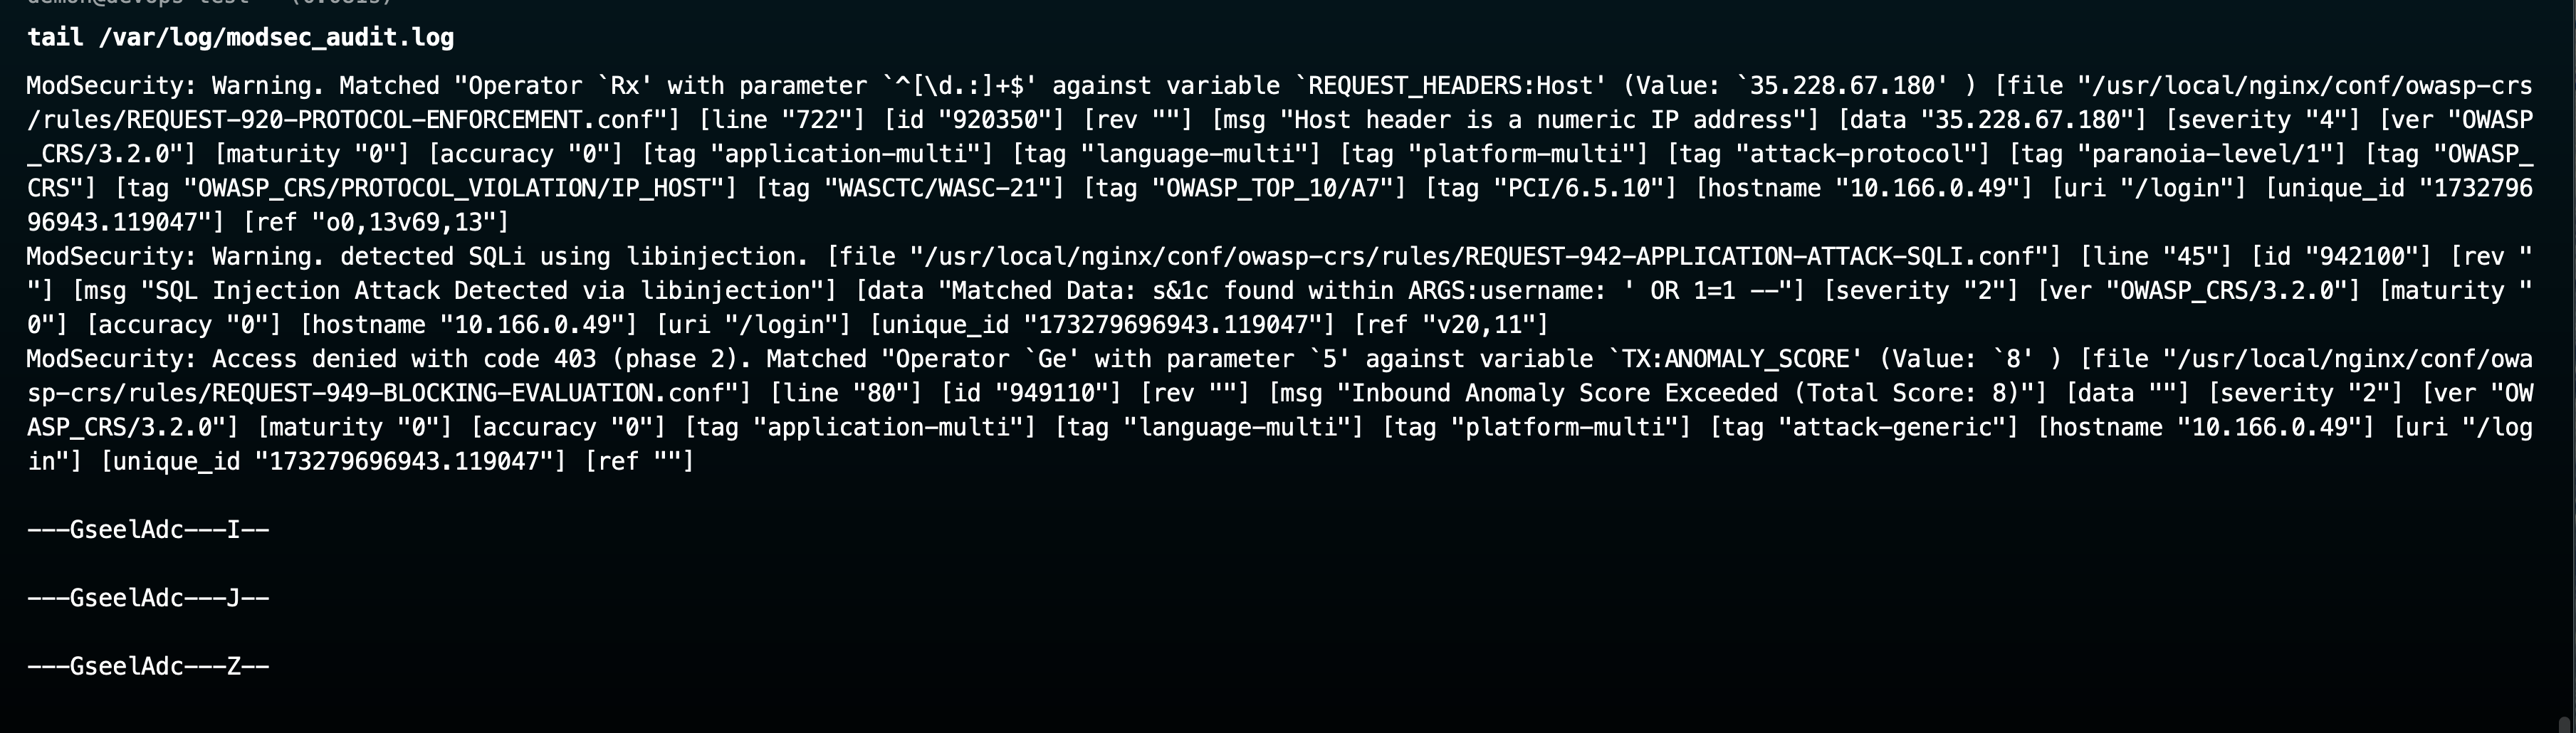 tail /var/log/modsec_audit.log
ModSecurity: Warning. Matched "Operator `Rx' with parameter `^[\d.:]+$' against variable `REQUEST_HEADERS:Host' (Value: `35.228.67.180' ) [file "/usr/local/nginx/conf/owasp-crs
/rules/REQUEST-920-PROTOCOL-ENFORCEMENT.conf"] [line "722"] [id "920350"] [rev ""] [msg "Host header is a numeric IP address"] [data "35.228.67.180"] [severity "4"] [ver "OWASP
_CRS/3.2.0"] [maturity "0"] [accuracy "0"] [tag "application-multi"] [tag "language-multi"] [tag "platform-multi"] [tag "attack-protocol"] [tag "paranoia-level/1"] [tag "OWASP_
CRS"] [tag "OWASP_CRS/PROTOCOL_VIOLATION/IP_HOST"] [tag "WASCTC/WASC-21"] [tag "OWASP_TOP_10/A7"] [tag "PCI/6.5.10"] [hostname "10.166.0.49"] [uri "/login"] [unique_id "1732796
96943.119047"] [ref "o0,13v69,13"]
ModSecurity: Warning. detected SQLi using libinjection. [file "/usr/local/nginx/conf/owasp-crs/rules/REQUEST-942-APPLICATION-ATTACK-SQLI.conf"] [line "45"] [id "942100"] [rev "
"] [msg "SQL Injection Attack Detected via libinjection"] [data "Matched Data: s&1c found within ARGS:username: ' OR 1=1 --"] [severity "2"] [ver "OWASP_CRS/3.2.0"] [maturity "
0"] [accuracy "0"] [hostname "10.166.0.49"] [uri "/login"] [unique_id "173279696943.119047"] [ref "v20,11"]
ModSecurity: Access denied with code 403 (phase 2). Matched "Operator `Ge' with parameter `5' against variable `TX:ANOMALY_SCORE' (Value: `8' ) [file "/usr/local/nginx/conf/owa
sp-crs/rules/REQUEST-949-BLOCKING-EVALUATION.conf"] [line "80"] [id "949110"] [rev ""] [msg "Inbound Anomaly Score Exceeded (Total Score: 8)"] [data ""] [severity "2"] [ver "OW
ASP_CRS/3.2.0"] [maturity "0"] [accuracy "0"] [tag "application-multi"] [tag "language-multi"] [tag "platform-multi"] [tag "attack-generic"] [hostname "10.166.0.49"] [uri "/log
in"] [unique_id "173279696943.119047"] [ref ""]
---GseelAdc---I--
---GseelAdc---J--
---GseelAdc---Z--